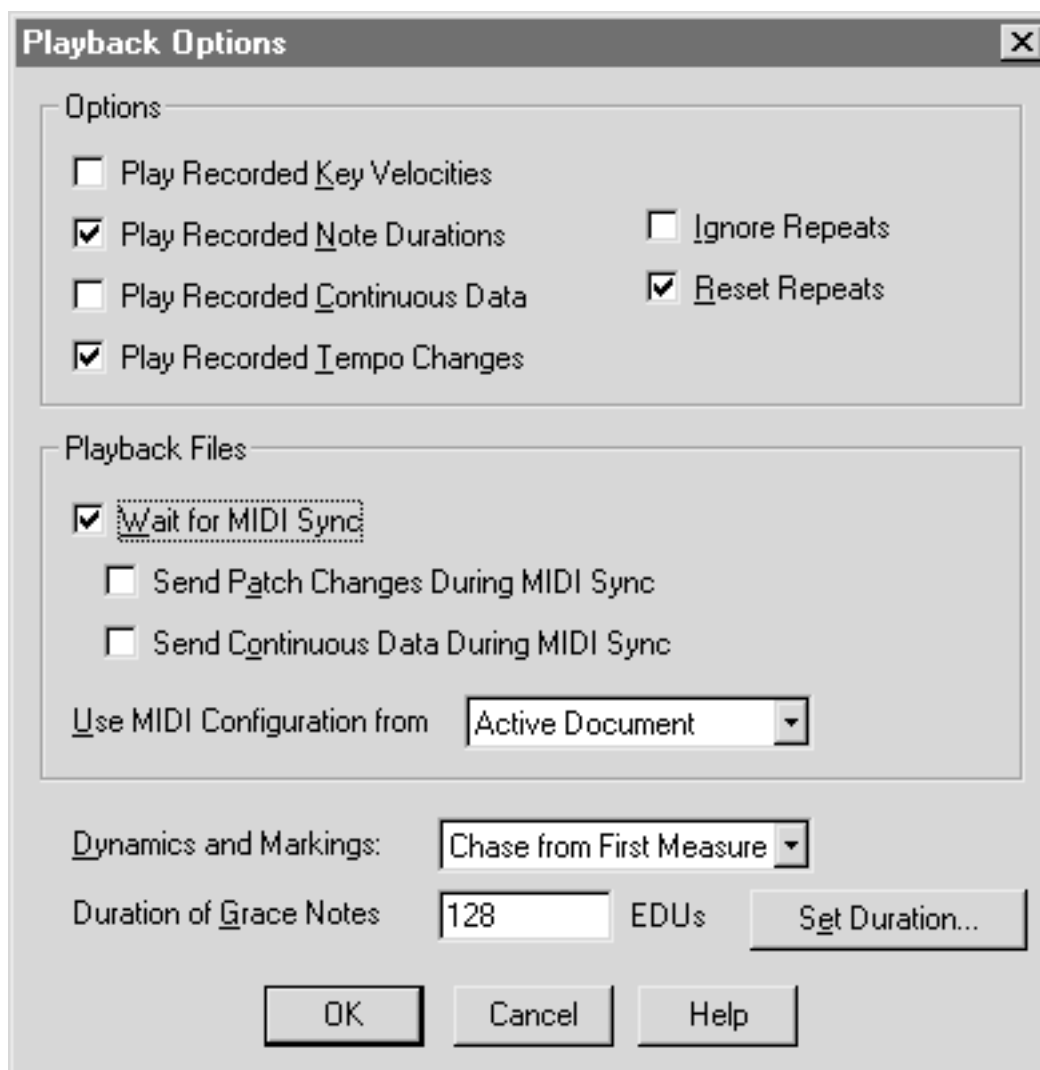 Playback Options
Options
Play Recorded Key Velocities
Play Recorded Note Durations
Play Recorded Continuous Data
Play Recorded Tempo Changes
Ignore Repeats
Reset Repeats
Playback Files
Wait for MIDI Sync
Send Patch Changes During MIDI Sync
Send Continuous Data During MIDI Sync
Use MIDI Configuration from Active Document
Dynamics and Markings: Chase from First Measure
Duration of Grace Notes 128 EDUs Set Duration...
OK Cancel Help